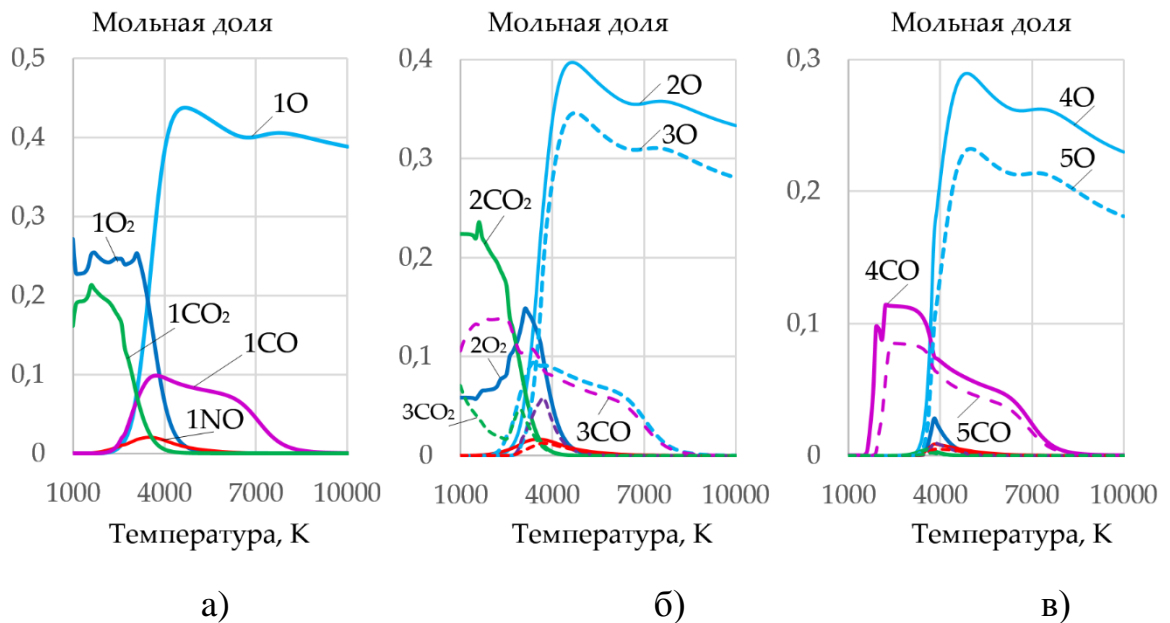 Мольная доля
0,5
0,4
0,3
0,2
0,1
0
1O
1O₂
1CO₂
1CO
1NO
1000 4000 7000 10000
Температура, К
а)
Мольная доля
0,4
0,3
0,2
0,1
0
2O
3O
2CO₂
2O₂
3CO₂
3CO
1000 4000 7000 10000
Температура, К
б)
Мольная доля
0,3
0,2
0,1
0
4O
5O
4CO
5CO
1000 4000 7000 10000
Температура, К
в)